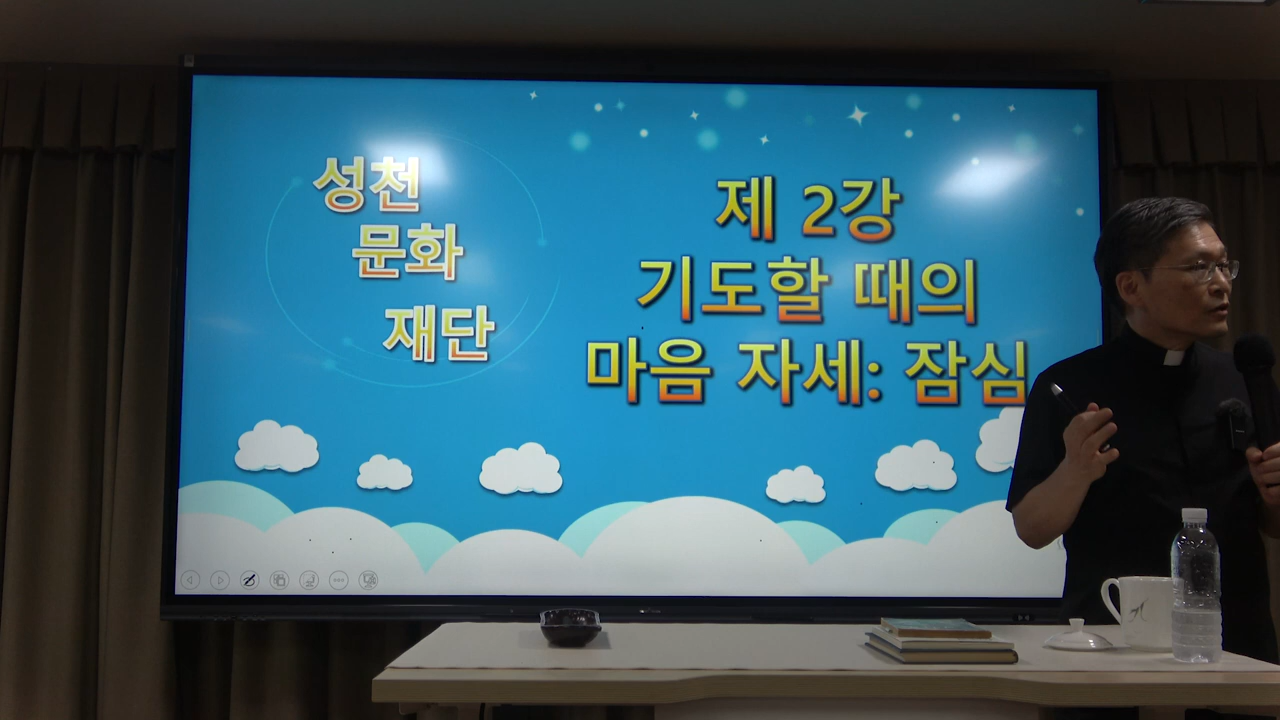 성천
문화
재단
제 2강
기도할 때의
마음 자세: 잠심